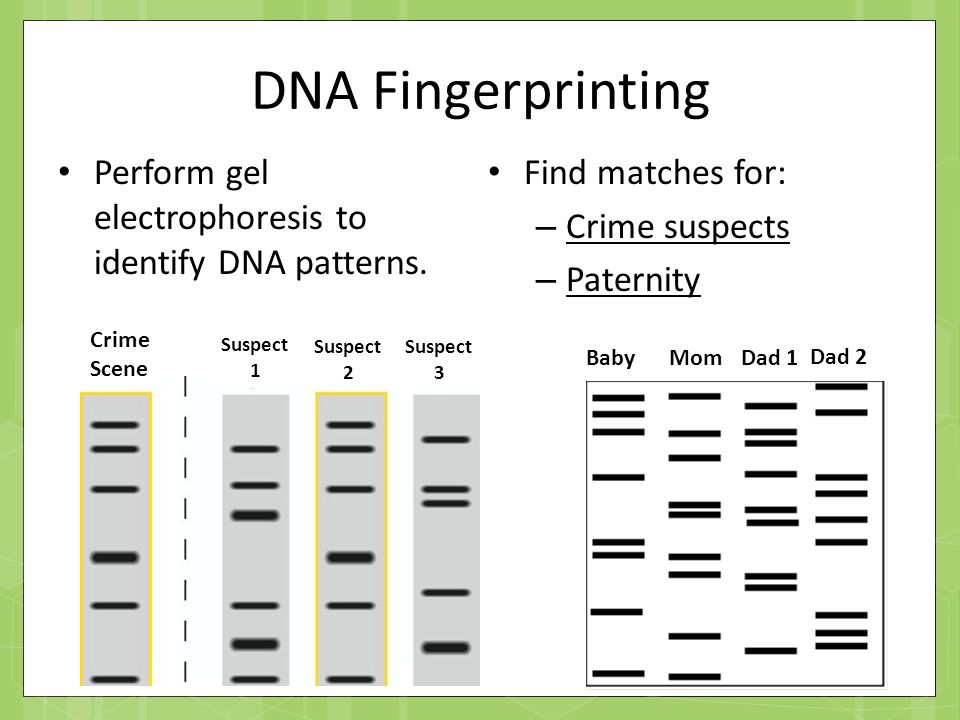 DNA Fingerprinting
• Perform gel
electrophoresis to
identify DNA patterns.
• Find matches for:
– Crime suspects
– Paternity
Crime
Scene
Suspect
1
Suspect
2
Suspect
3
Baby
Mom
Dad 1
Dad 2